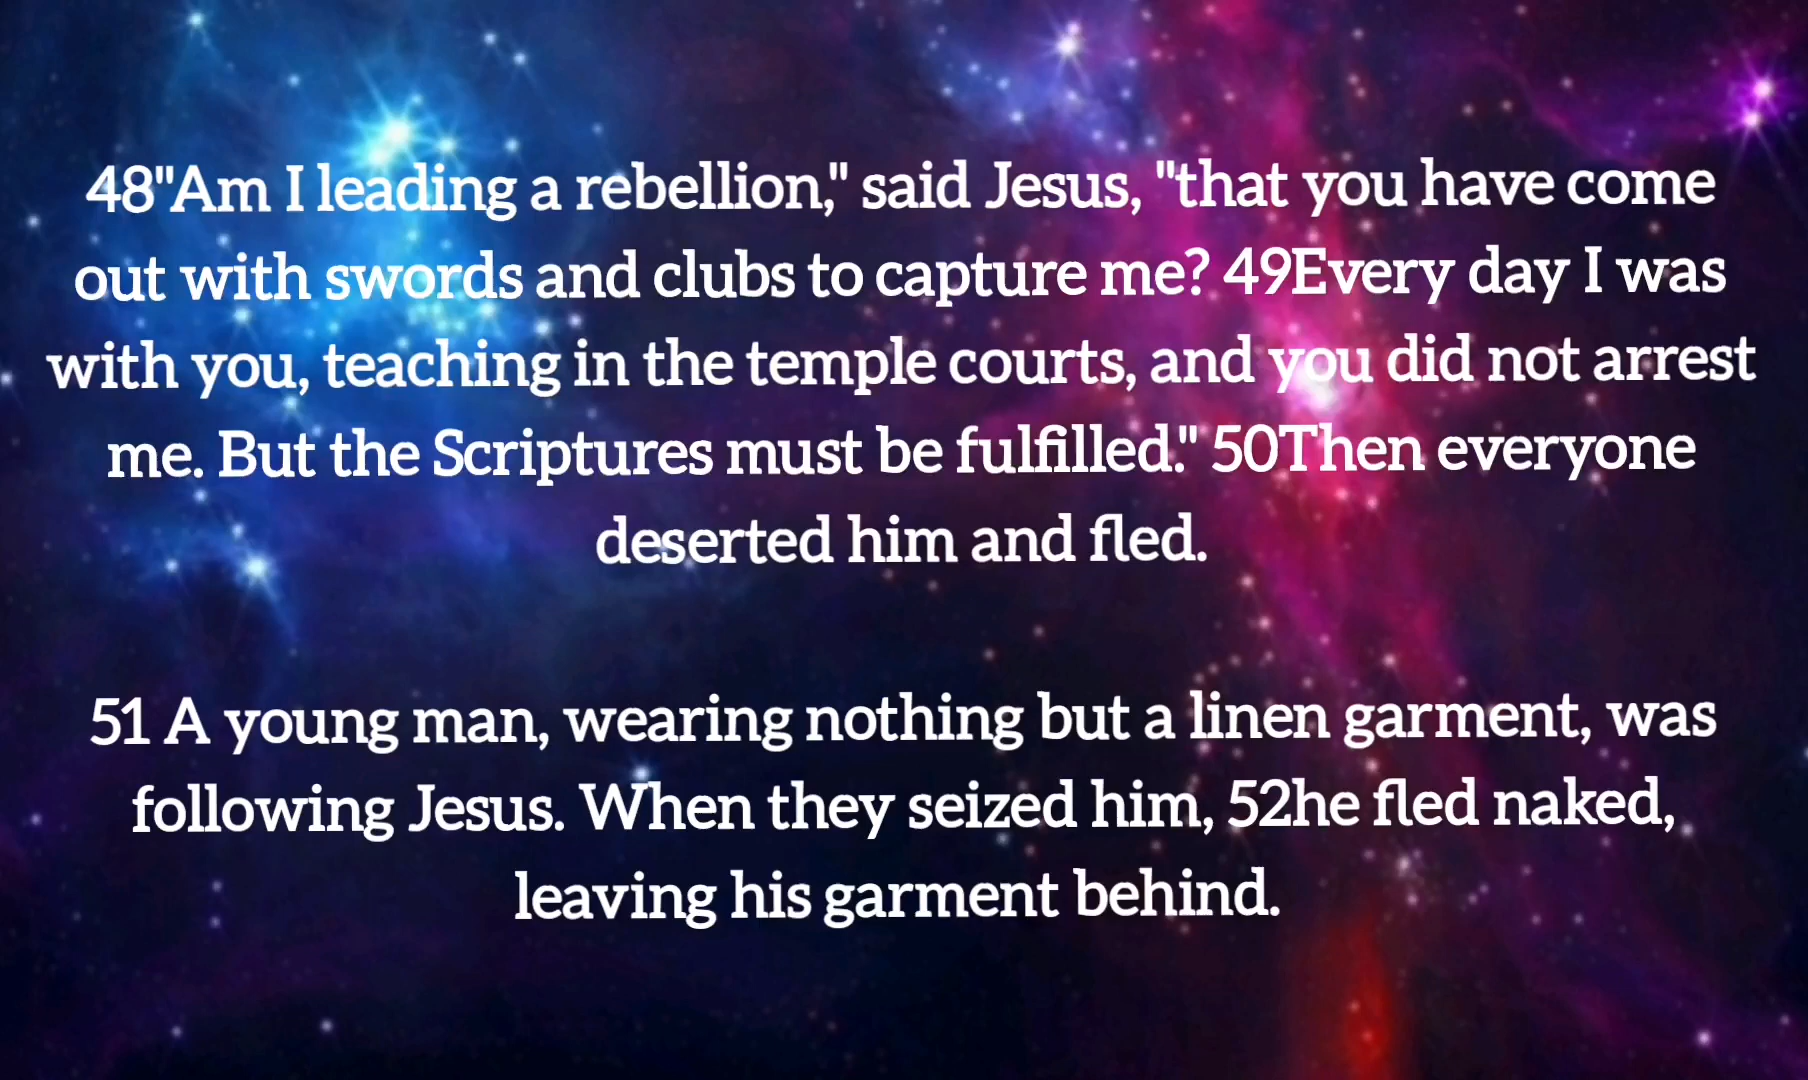 48"Am I leading a rebellion," said Jesus, "that you have come
out with swords and clubs to capture me? 49Every day I was
with you, teaching in the temple courts, and you did not arrest
me. But the Scriptures must be fulfilled." 50Then everyone
deserted him and fled.
51 A young man, wearing nothing but a linen garment, was
following Jesus. When they seized him, 52he fled naked,
leaving his garment behind.